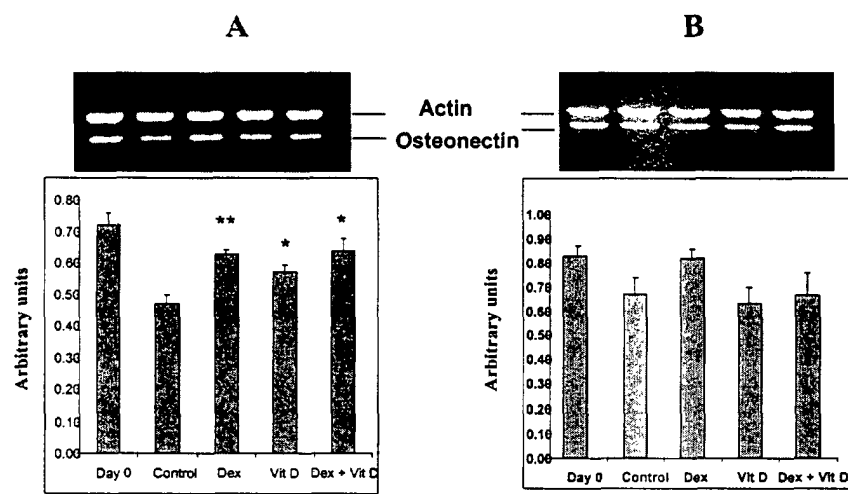 A
B
Actin
Osteonectin
Arbitrary units
0.80
0.70
0.60
0.50
0.40
0.30
0.20
0.10
0.00
**
*
*
Day 0 Control Dex Vit D Dex + Vit D
Arbitrary units
1.00
0.90
0.80
0.70
0.60
0.50
0.40
0.30
0.20
0.10
0.00
Day 0 Control Dex Vit D Dex + Vit D